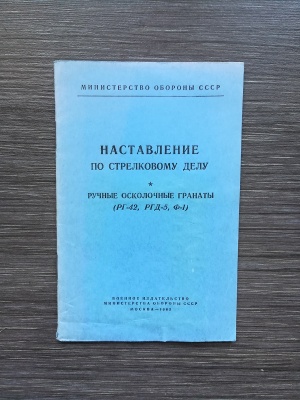 МИНИСТЕРСТВО ОБОРОНЫ СССР
НАСТАВЛЕНИЕ
ПО СТРЕЛКОВОМУ ДЕЛУ
★
РУЧНЫЕ ОСКОЛОЧНЫЕ ГРАНАТЫ
(РГ-42, РГД-5, Ф-1)
ВОЕННОЕ ИЗДАТЕЛЬСТВО
МИНИСТЕРСТВА ОБОРОНЫ СССР
МОСКВА —